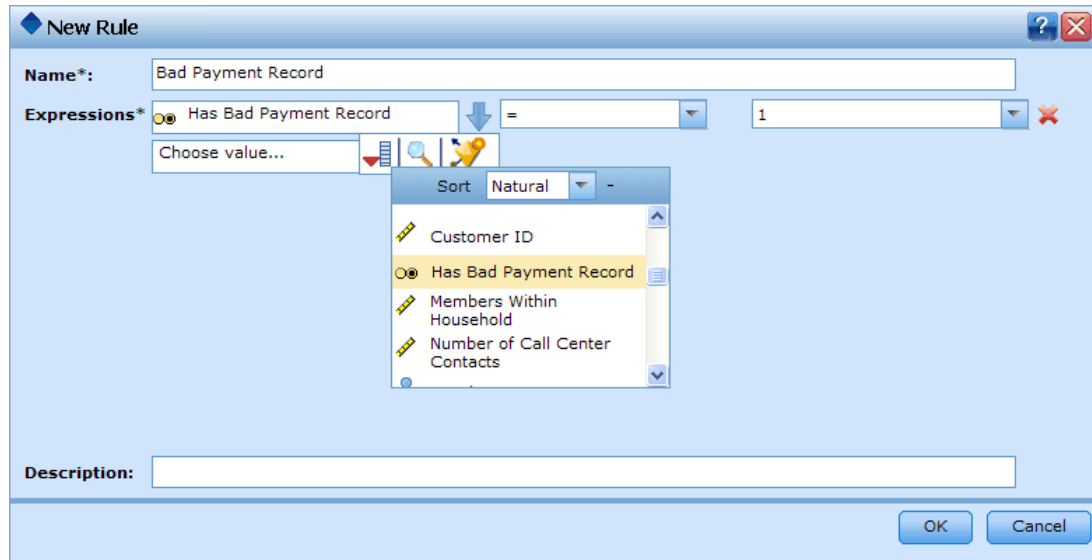 New Rule
?
Name*: Bad Payment Record
Expressions* Has Bad Payment Record = 1
Choose value...
Sort Natural -
Customer ID
Has Bad Payment Record
Members Within
Household
Number of Call Center
Contacts
Description:
OK Cancel